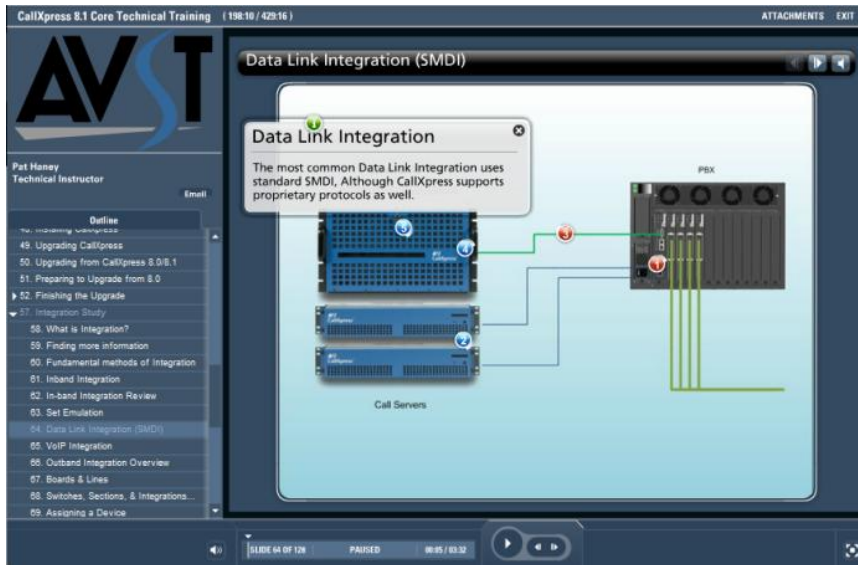 CallXpress 8.1 Core Technical Training ( 198:10 / 429:16 )
ATTACHMENTS EXIT
AVST
Pat Haney
Technical Instructor
Email
Outline
49. Upgrading CallXpress
50. Upgrading from CallXpress 8.0/8.1
51. Preparing to Upgrade from 8.0
52. Finishing the Upgrade
57. Integration Study
58. What is Integration?
59. Finding more information
60. Fundamental methods of Integration
61. Inband Integration
62. In-band Integration Review
63. Set Emulation
64. Data Link Integration (SMDI)
65. VoIP Integration
66. Outband Integration Overview
67. Boards & Lines
68. Switches, Sections, & Integrations...
69. Assigning a Device
Data Link Integration (SMDI)
1
Data Link Integration
The most common Data Link Integration uses
standard SMDI, Although CallXpress supports
proprietary protocols as well.
PBX
5
4
3
1
2
Call Servers
SLIDE 64 OF 128 PAUSED 00:05 / 03:32